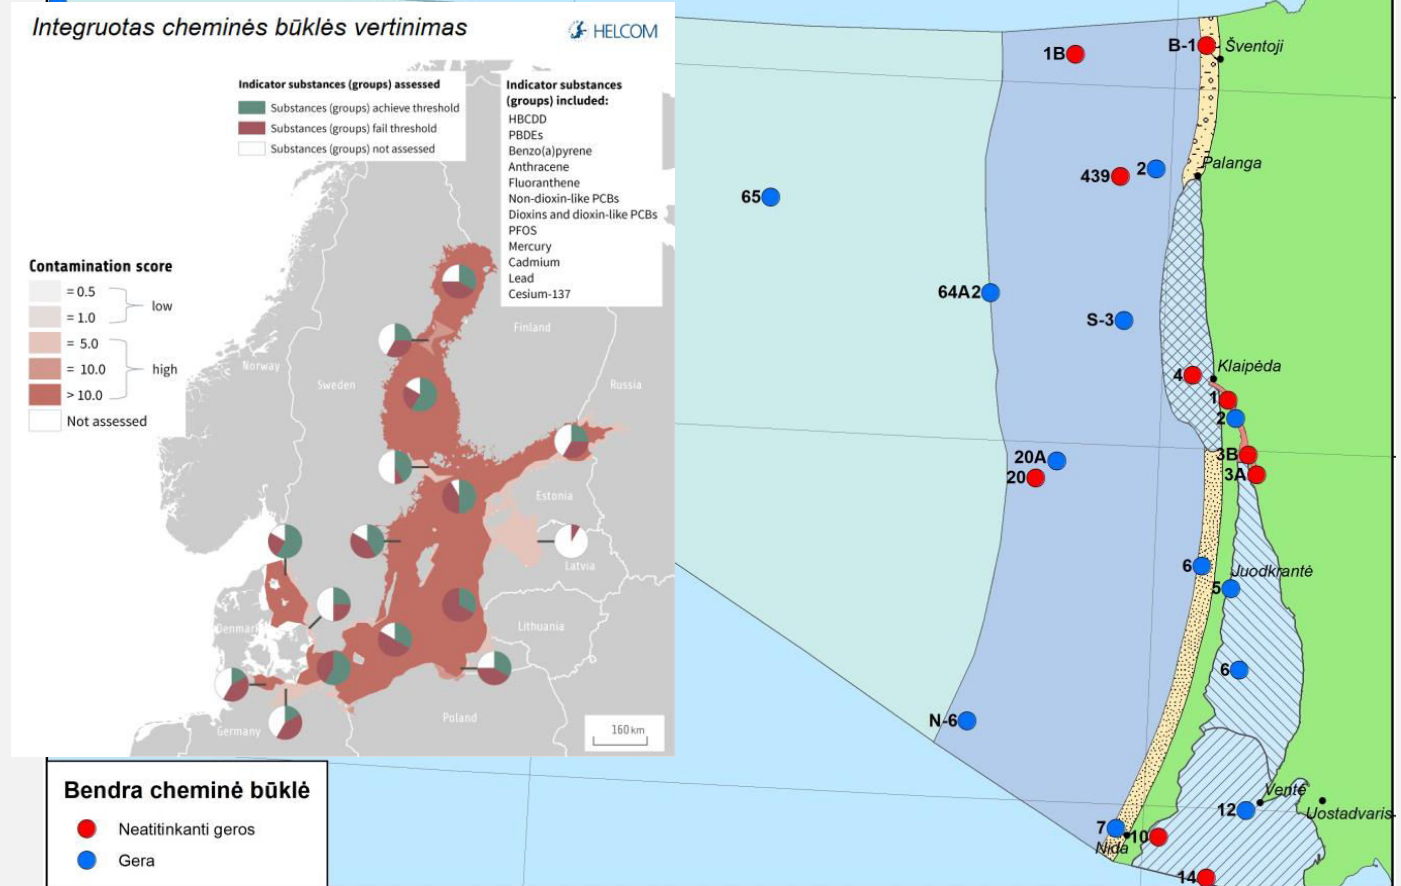 Integruotas cheminės būklės vertinimas
HELCOM
Indicator substances (groups) assessed
Substances (groups) achieve threshold
Substances (groups) fail threshold
Substances (groups) not assessed
Indicator substances
(groups) included:
HBCDD
PBDEs
Benzo(a)pyrene
Anthracene
Fluoranthene
Non-dioxin-like PCBs
Dioxins and dioxin-like PCBs
PFOS
Mercury
Cadmium
Lead
Cesium-137
Contamination score
= 0.5
= 1.0
low
= 5.0
= 10.0
high
> 10.0
Not assessed
Norway
Sweden
Finland
Russia
Estonia
Latvia
Lithuania
Denmark
Germany
Poland
160 km
1B
B-1
Šventoji
439
2
Palanga
65
64A2
S-3
4
Klaipėda
1
2
20A
20
3B
3A
6
Juodkrantė
5
6
N-6
7
Nida
10
12
Ventė
Uostadvaris
14
Bendra cheminė būklė
Neatitinkanti geros
Gera